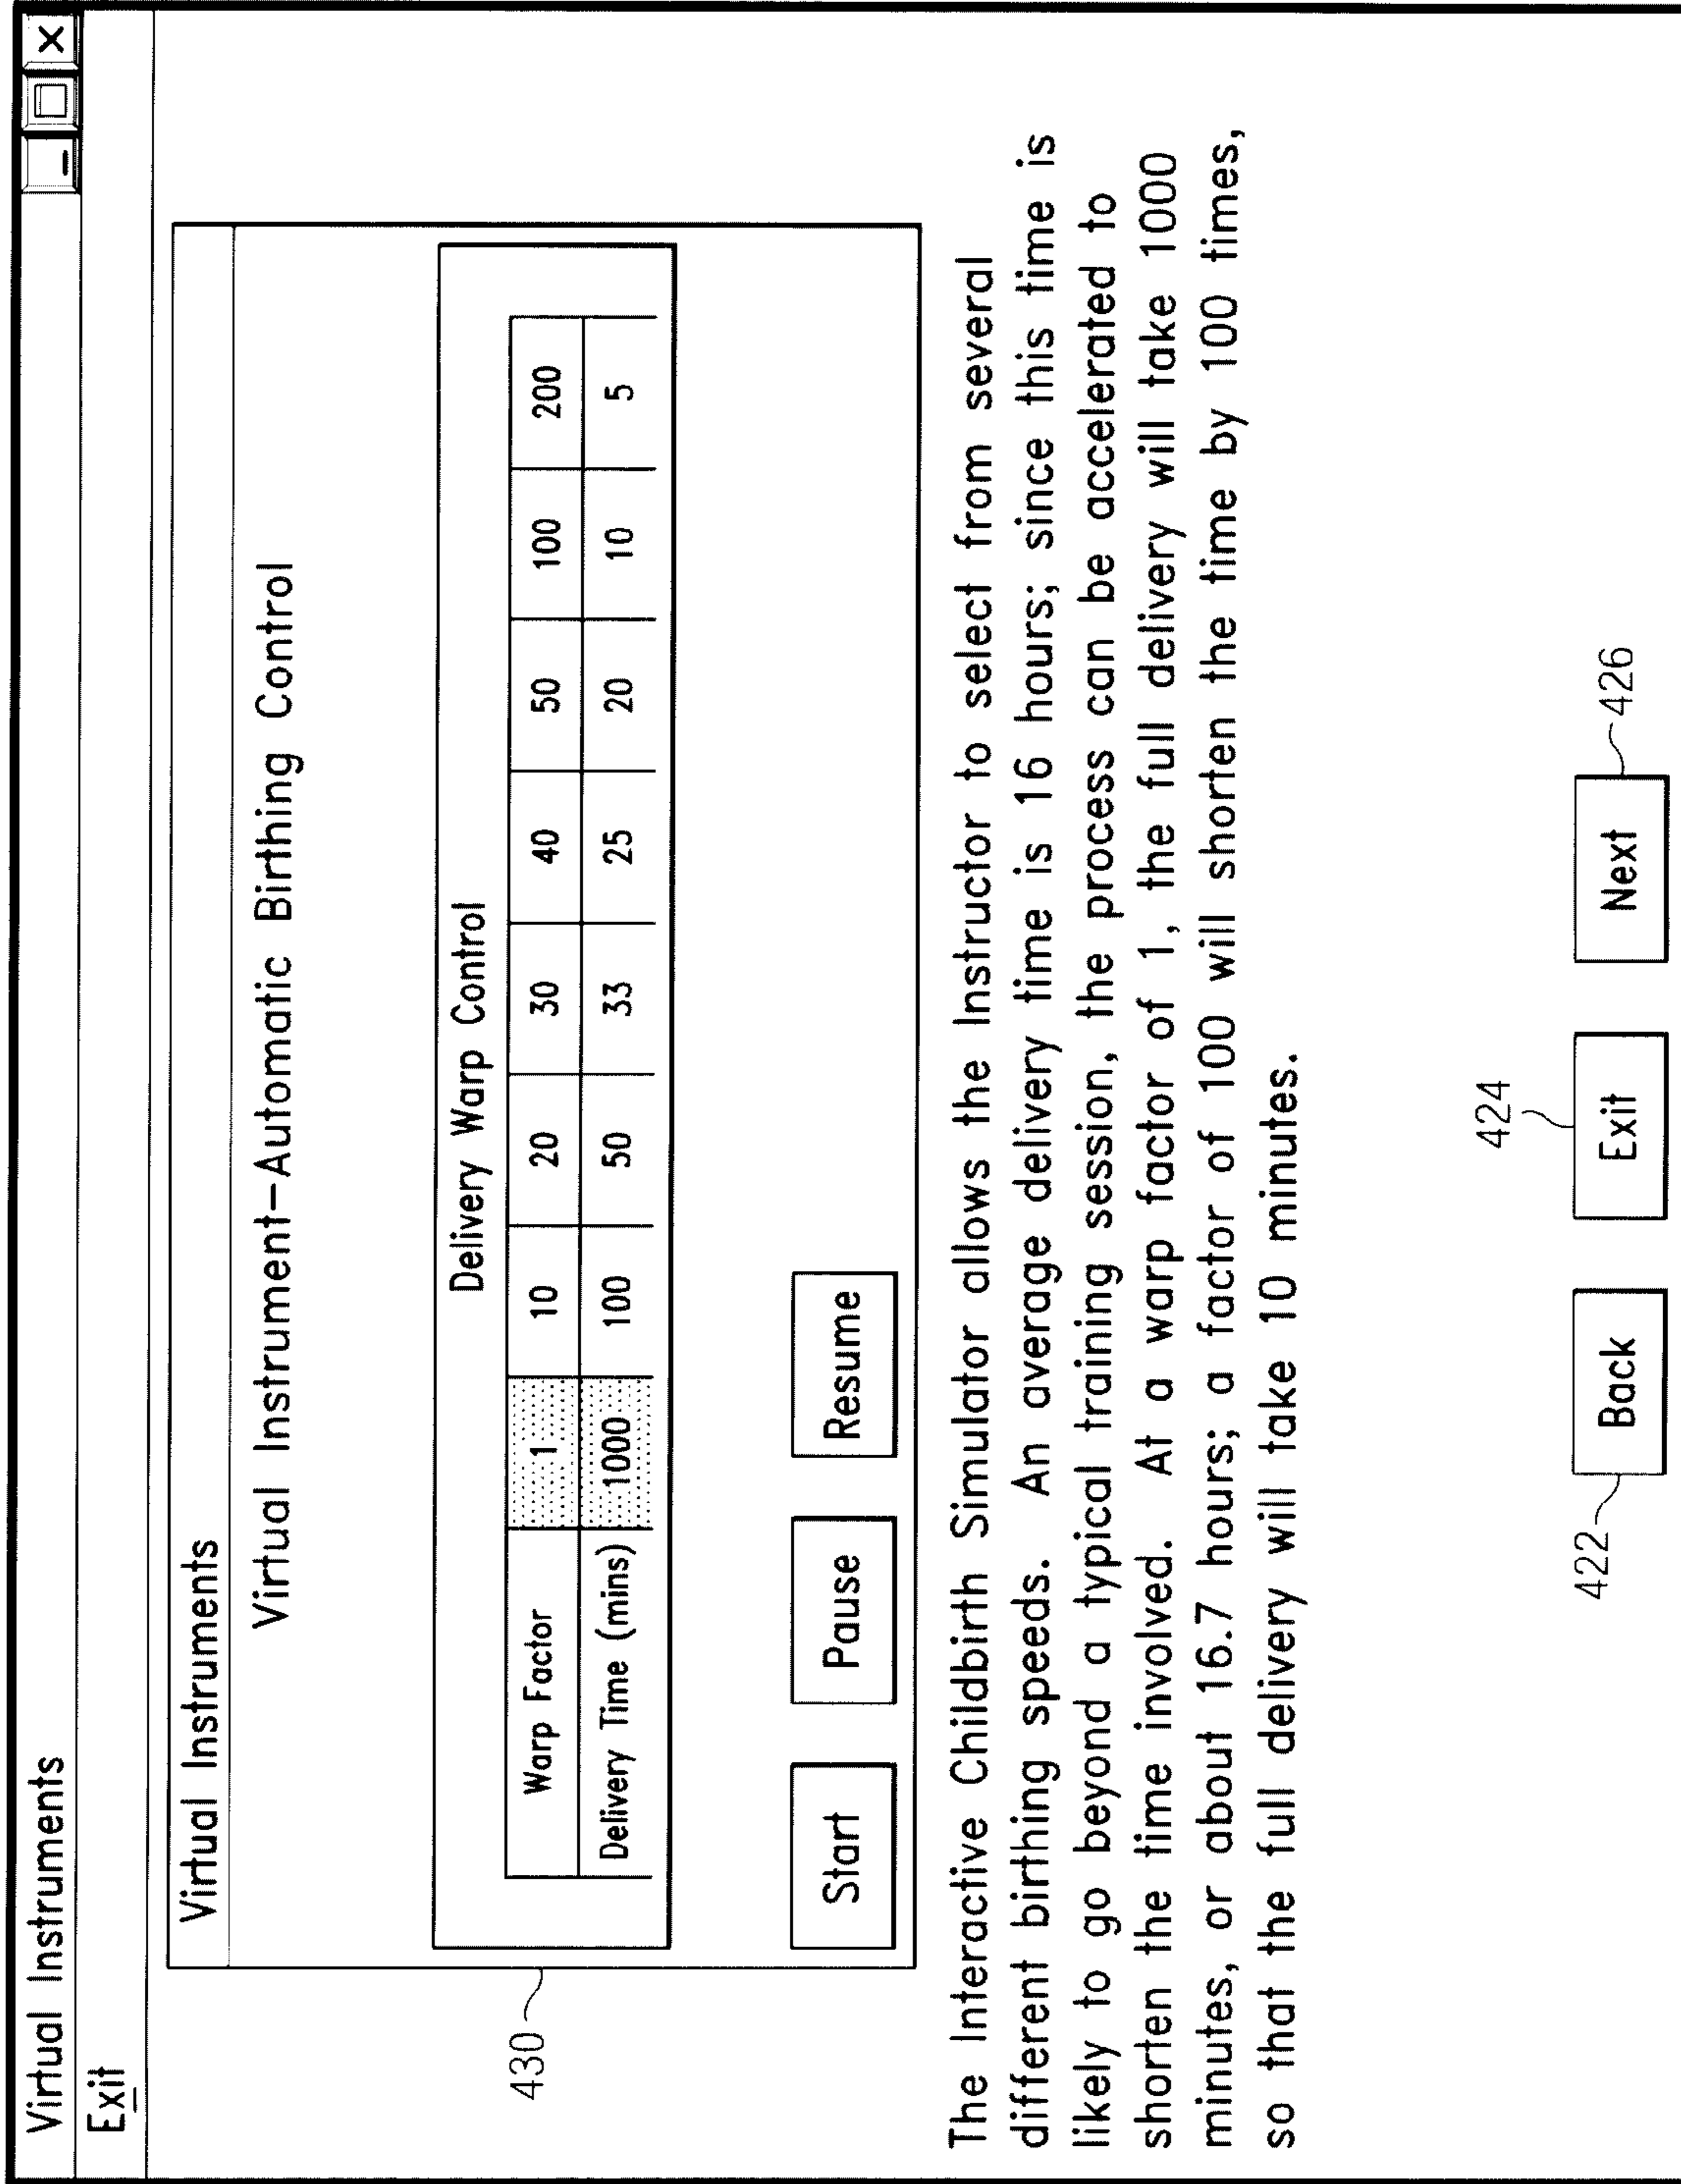 Virtual Instruments
Exit
Virtual Instruments
Virtual Instrument-Automatic Birthing Control
Delivery Warp Control
Warp Factor 1 10 20 30 40 50 100 200
Delivery Time (mins) 1000 100 50 33 25 20 10 5
430
Start Pause Resume
The Interactive Childbirth Simulator allows the Instructor to select from several
different birthing speeds. An average delivery time is 16 hours; since this time is
likely to go beyond a typical training session, the process can be accelerated to
shorten the time involved. At a warp factor of 1, the full delivery will take 1000
minutes, or about 16.7 hours; a factor of 100 will shorten the time by 100 times,
so that the full delivery will take 10 minutes.
424
422 Back Exit Next 426